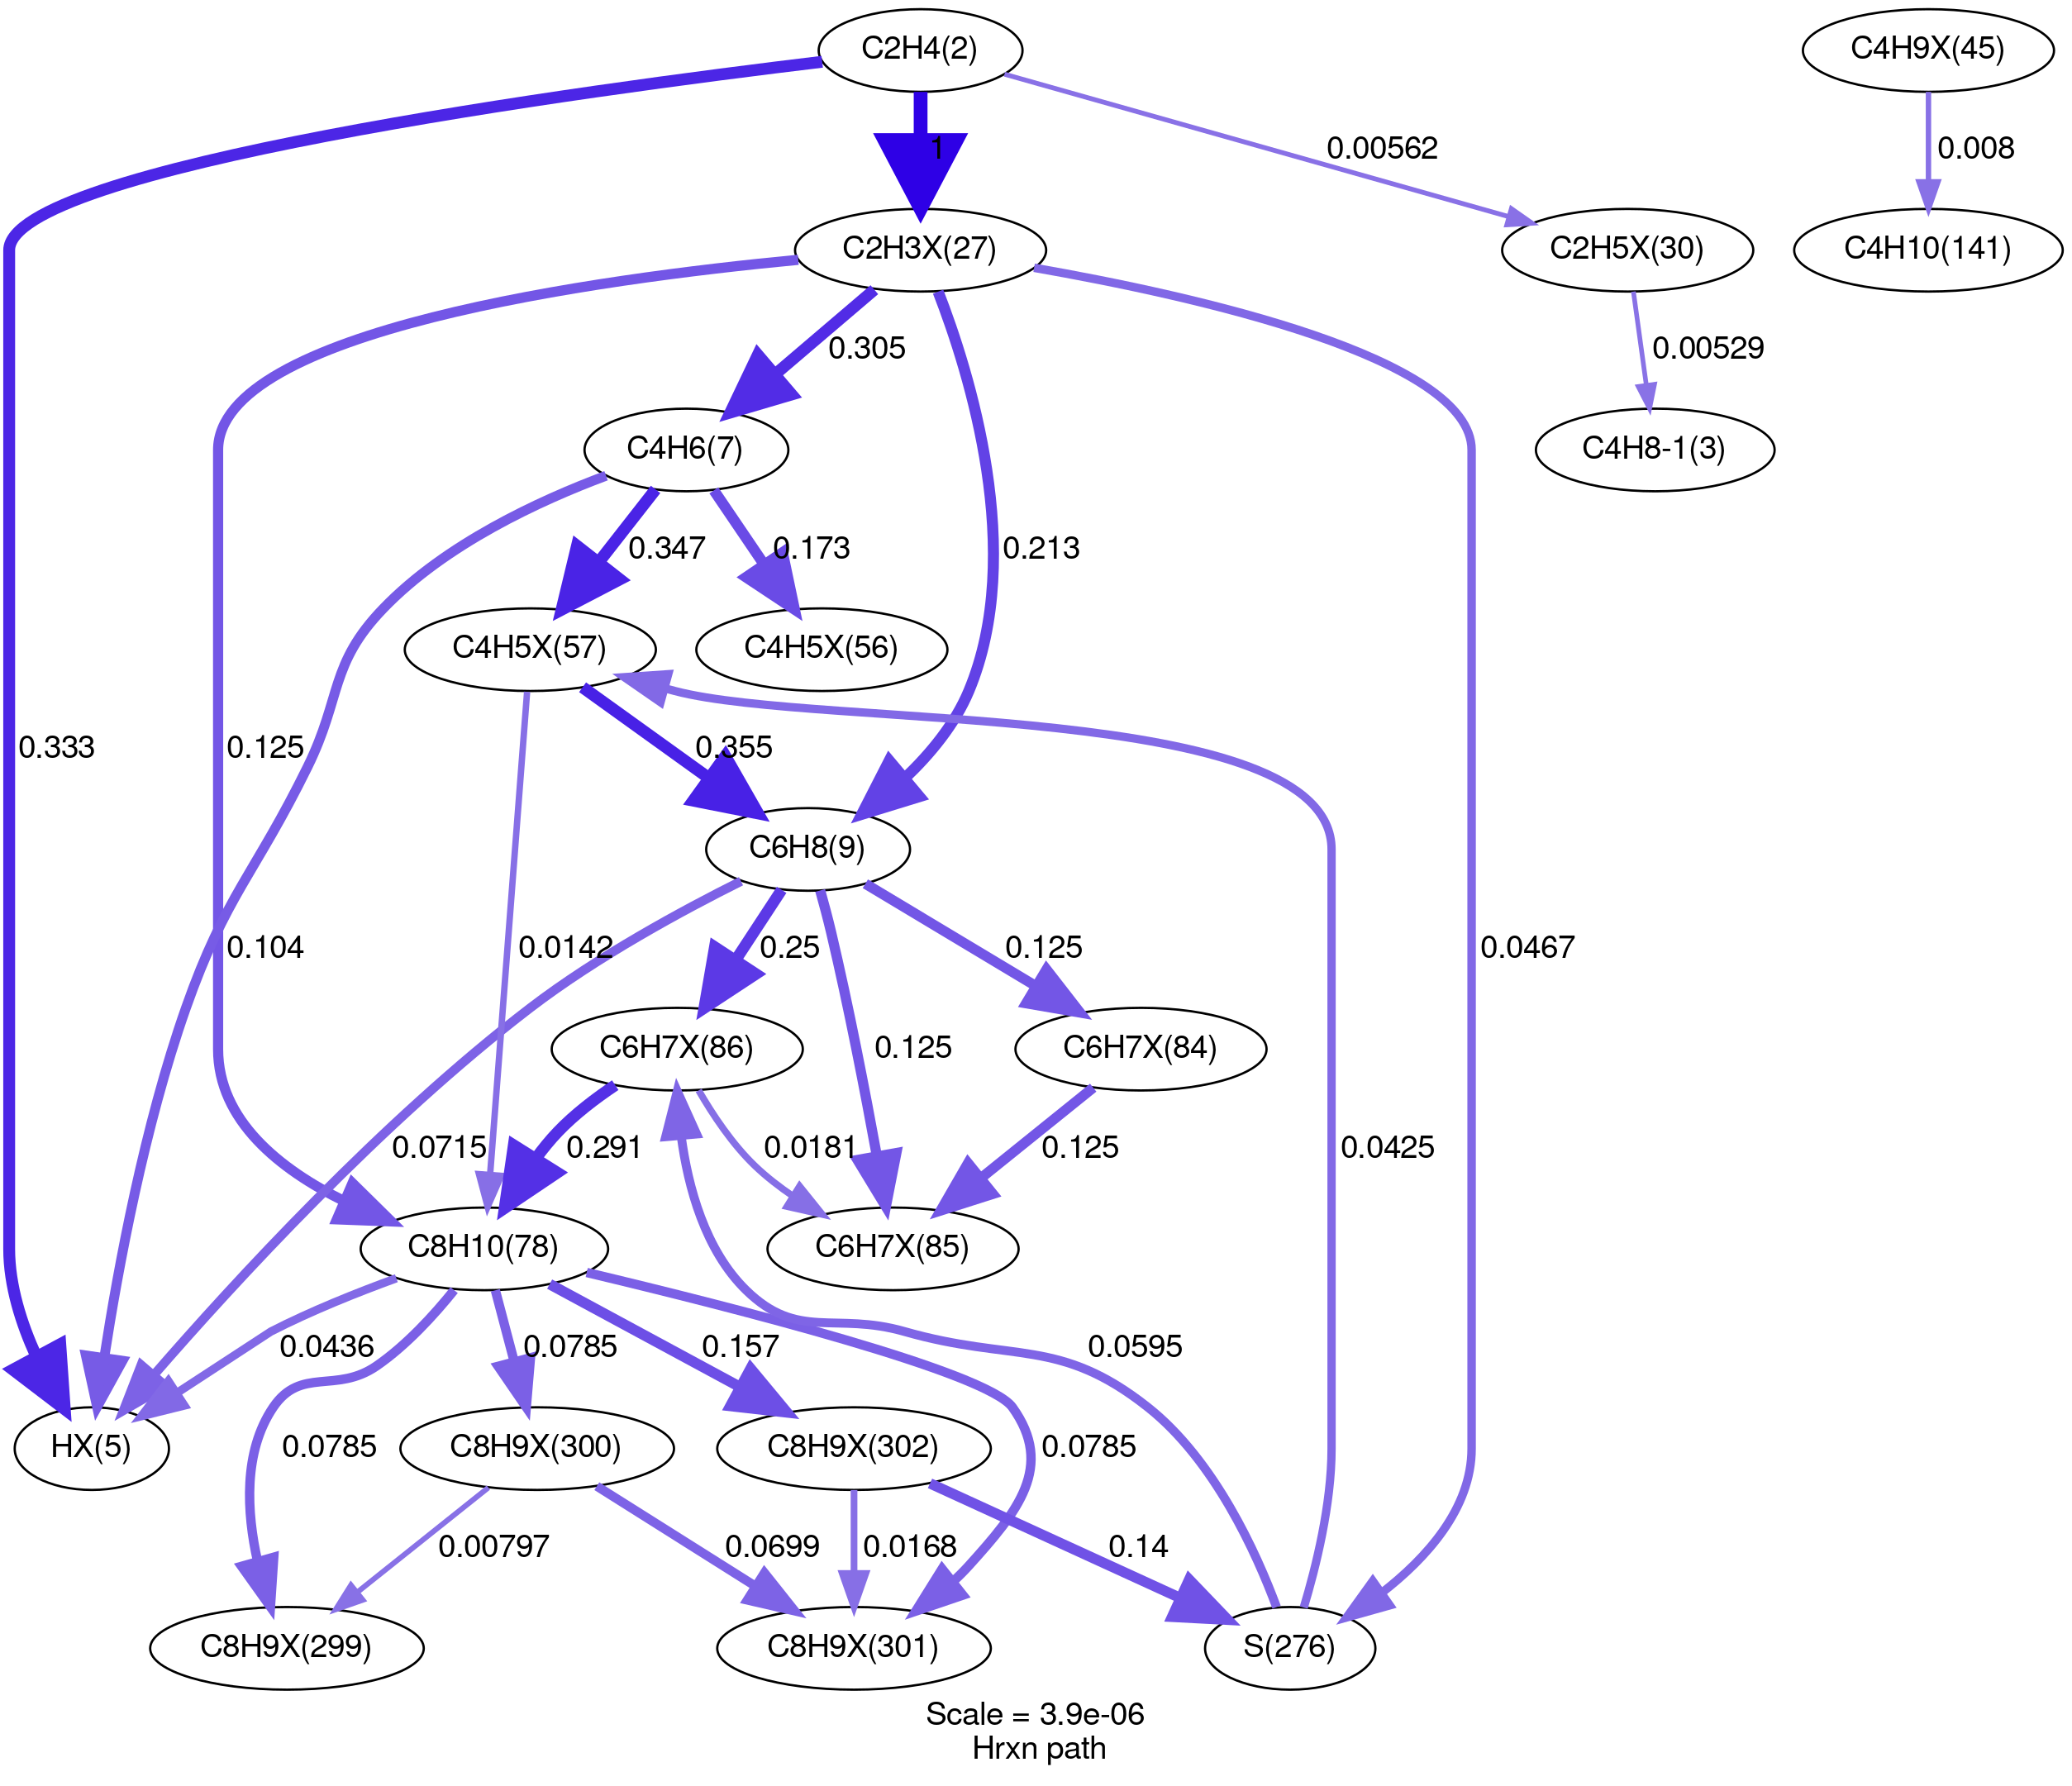 C2H4(2)
C4H9X(45)
1
0.00562
0.008
C2H3X(27)
C2H5X(30)
C4H10(141)
0.305
0.00529
C4H6(7)
C4H8-1(3)
0.347
0.173
0.213
C4H5X(57)
C4H5X(56)
0.333
0.125
0.355
C6H8(9)
0.104
0.0142
0.25
0.125
0.0467
C6H7X(86)
C6H7X(84)
0.125
0.0715
0.291
0.0181
0.125
0.0425
C8H10(78)
C6H7X(85)
0.0436
0.0785
0.157
0.0595
HX(5)
0.0785
C8H9X(300)
C8H9X(302)
0.0785
0.00797
0.0699
0.0168
0.14
C8H9X(299)
C8H9X(301)
S(276)
Scale = 3.9e-06
Hrxn path